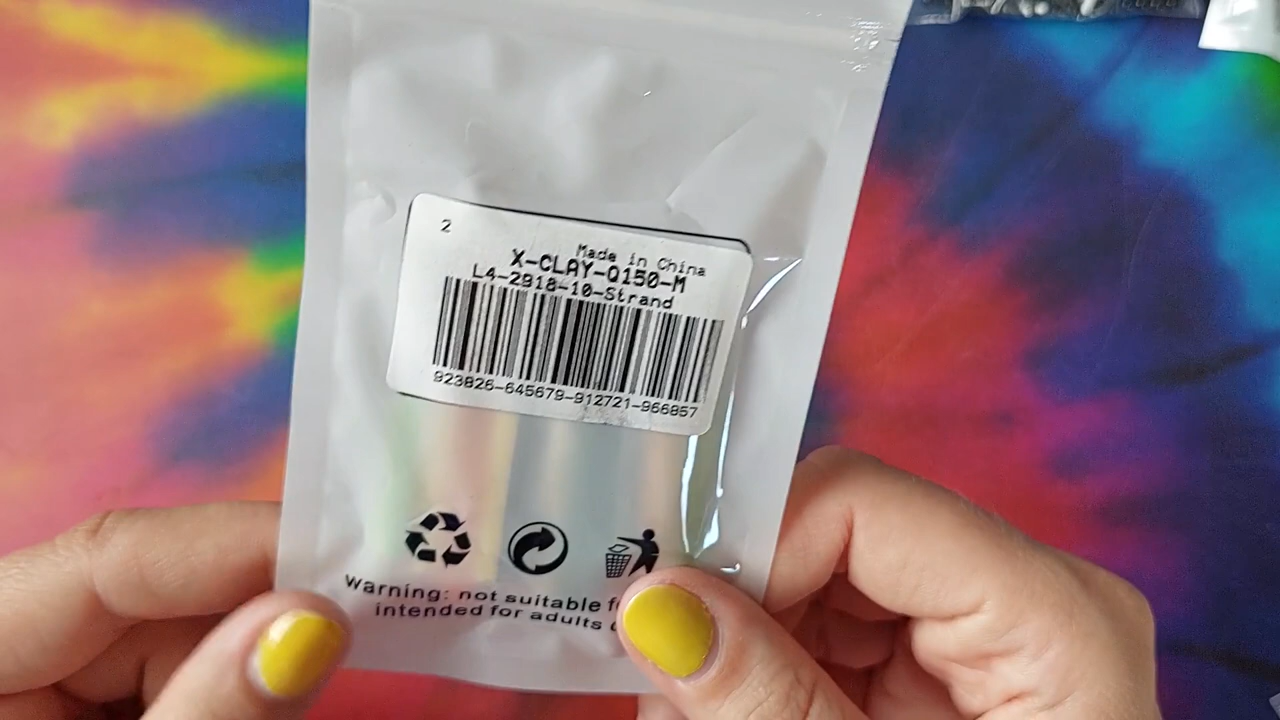 2
Made in China
X-CLAY-Q150-M
L4-2918-10-Strand
923826-645679-912721-966857
Warning: not suitable
intended for adults